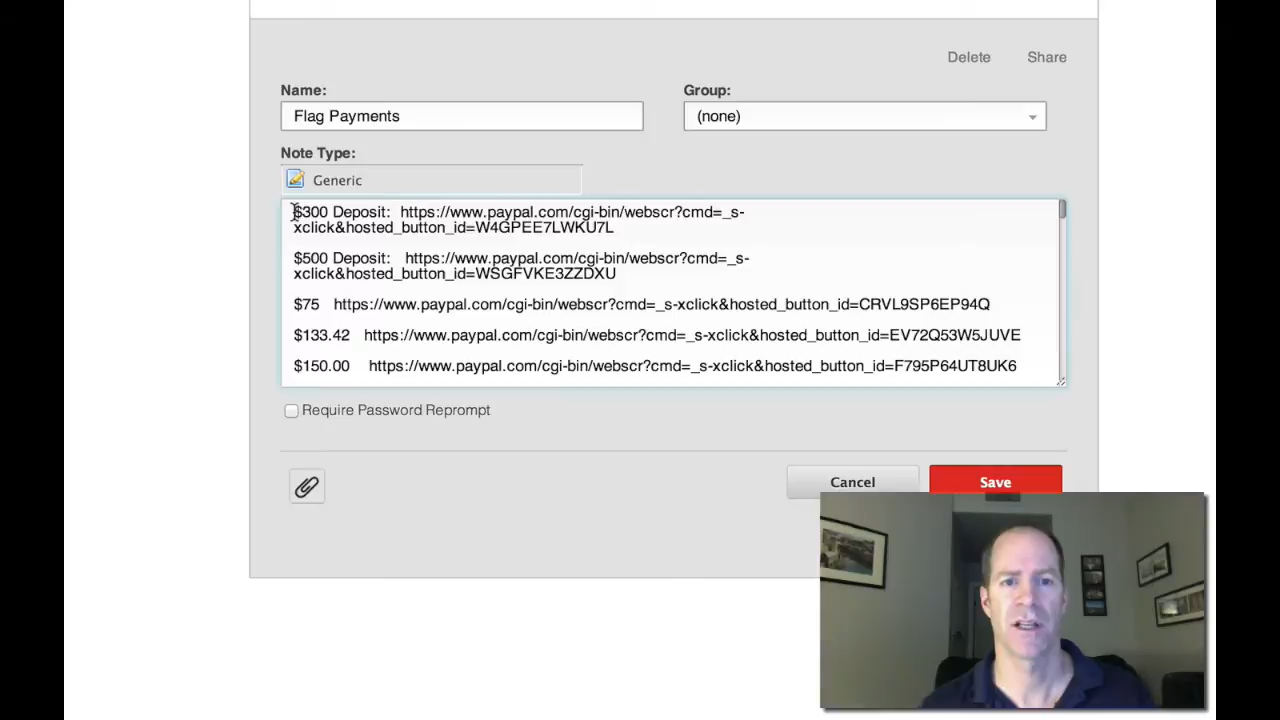 Delete Share
Name: Group:
Flag Payments (none)
Note Type:
Generic
$300 Deposit: https://www.paypal.com/cgi-bin/webscr?cmd=_s-
xclick&hosted_button_id=W4GPEE7LWKU7L
$500 Deposit: https://www.paypal.com/cgi-bin/webscr?cmd=_s-
xclick&hosted_button_id=WSGFVKE3ZZDXU
$75 https://www.paypal.com/cgi-bin/webscr?cmd=_s-xclick&hosted_button_id=CRVL9SP6EP94Q
$133.42 https://www.paypal.com/cgi-bin/webscr?cmd=_s-xclick&hosted_button_id=EV72Q53W5JUVE
$150.00 https://www.paypal.com/cgi-bin/webscr?cmd=_s-xclick&hosted_button_id=F795P64UT8UK6
Require Password Reprompt
Cancel Save